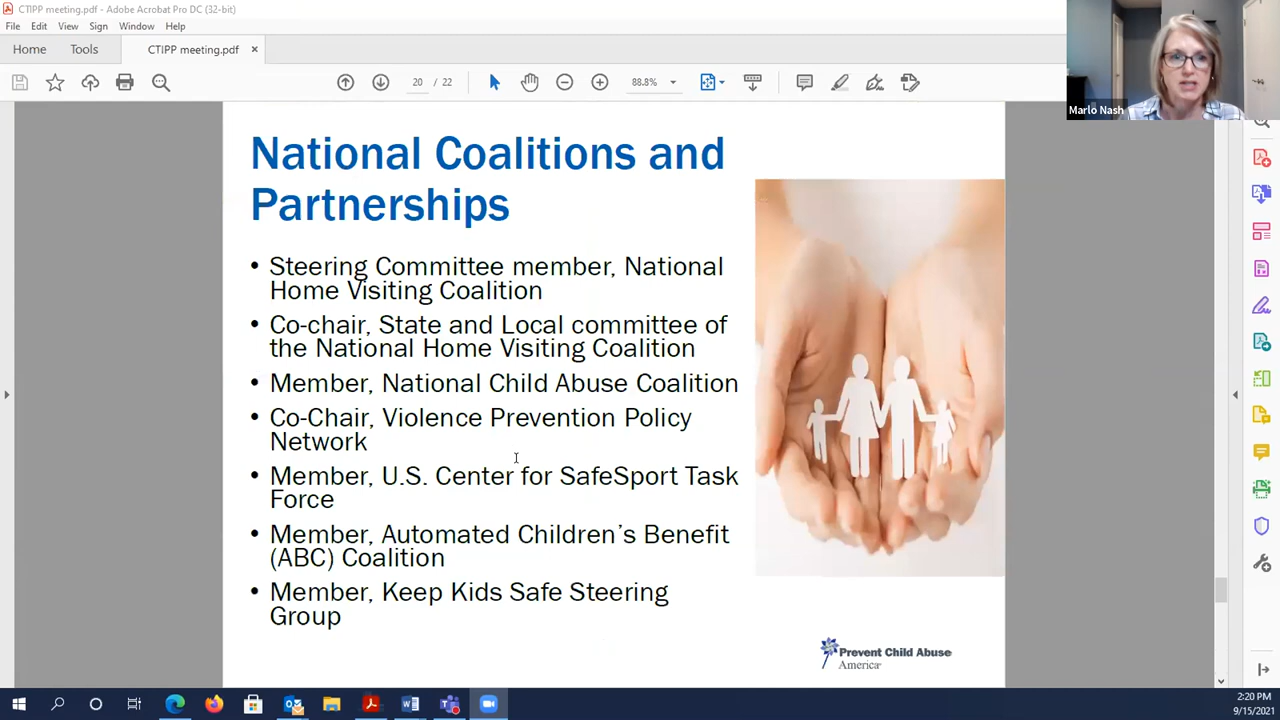 CTIPP meeting.pdf - Adobe Acrobat Pro DC (32-bit)
File Edit View Sign Window Help
Home Tools CTIPP meeting.pdf ×
20 / 22 88.8%
Marlo Nash
National Coalitions and
Partnerships
• Steering Committee member, National
Home Visiting Coalition
• Co-chair, State and Local committee of
the National Home Visiting Coalition
• Member, National Child Abuse Coalition
• Co-Chair, Violence Prevention Policy
Network
• Member, U.S. Center for SafeSport Task
Force
• Member, Automated Children’s Benefit
(ABC) Coalition
• Member, Keep Kids Safe Steering
Group
Prevent Child Abuse
America
2:20 PM
9/15/2021